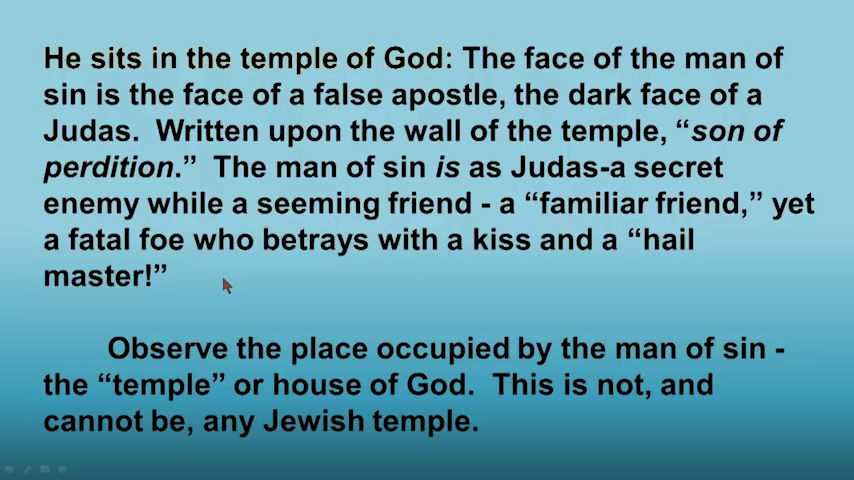 He sits in the temple of God: The face of the man of
sin is the face of a false apostle, the dark face of a
Judas.  Written upon the wall of the temple, “son of
perdition.”  The man of sin is as Judas-a secret
enemy while a seeming friend - a “familiar friend,” yet
a fatal foe who betrays with a kiss and a “hail
master!”
Observe the place occupied by the man of sin -
the “temple” or house of God.  This is not, and
cannot be, any Jewish temple.